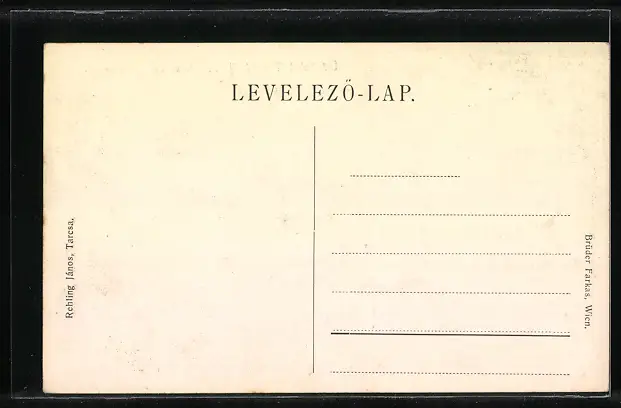 LEVELEZŐ-LAP.
Rehling János, Tarcsa.
Brüder Farkas, Wien.